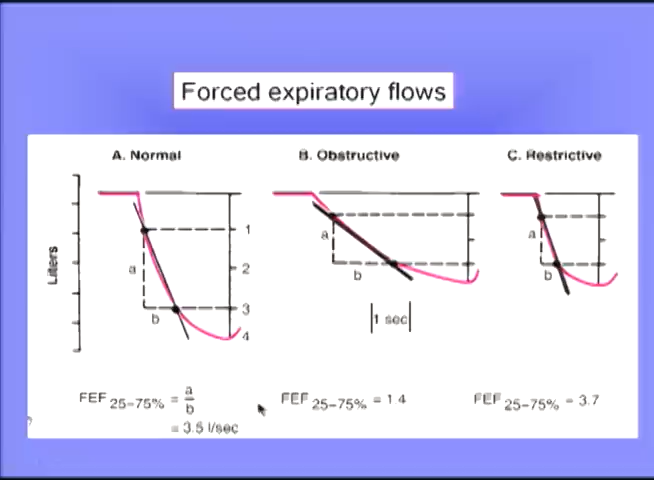 Forced expiratory flows
A. Normal
B. Obstructive
C. Restrictive
Liters
1
2
3
4
a
b
a
b
a
b
1 sec
FEF 25–75% = a
b
= 3.5 l/sec
FEF 25–75% = 1 4
FEF 25–75% = 3.7